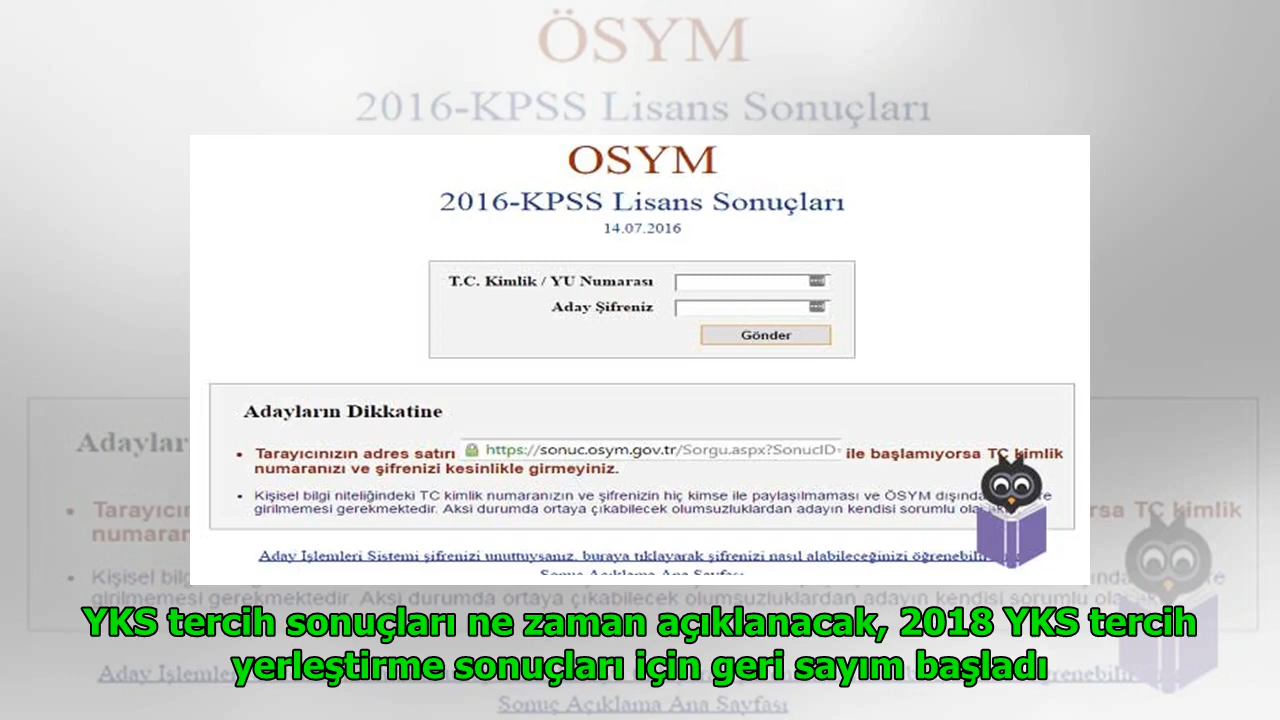 ÖSYM
2016-KPSS Lisans Sonuçları
OSYM
2016-KPSS Lisans Sonuçları
14.07.2016
T.C. Kimlik / YU Numarası
Aday Şifreniz
Gönder
Adayların Dikkatine
Tarayıcınızın adres satırı https://sonuc.osym.gov.tr/Sorgu.aspx?SonucID= ile başlamıyorsa TC kimlik
numaranızı ve şifrenizi kesinlikle girmeyiniz.
Kişisel bilgi niteliğindeki TC kimlik numaranızın ve şifrenizin hiç kimse ile paylaşılmaması ve ÖSYM dışında
girilmemesi gerekmektedir. Aksi durumda ortaya çıkabilecek olumsuzluklardan adayın kendisi sorumlu
Aday İşlemleri Sistemi şifrenizi unuttuysanız, buraya tıklayarak şifrenizi nasıl alabileceğinizi
Sonuç Açıklama Ana Sayfası
YKS tercih sonuçları ne zaman açıklanacak, 2018 YKS tercih
yerleştirme sonuçları için geri sayım başladı
Sonuç Açıklama Ana Sayfası